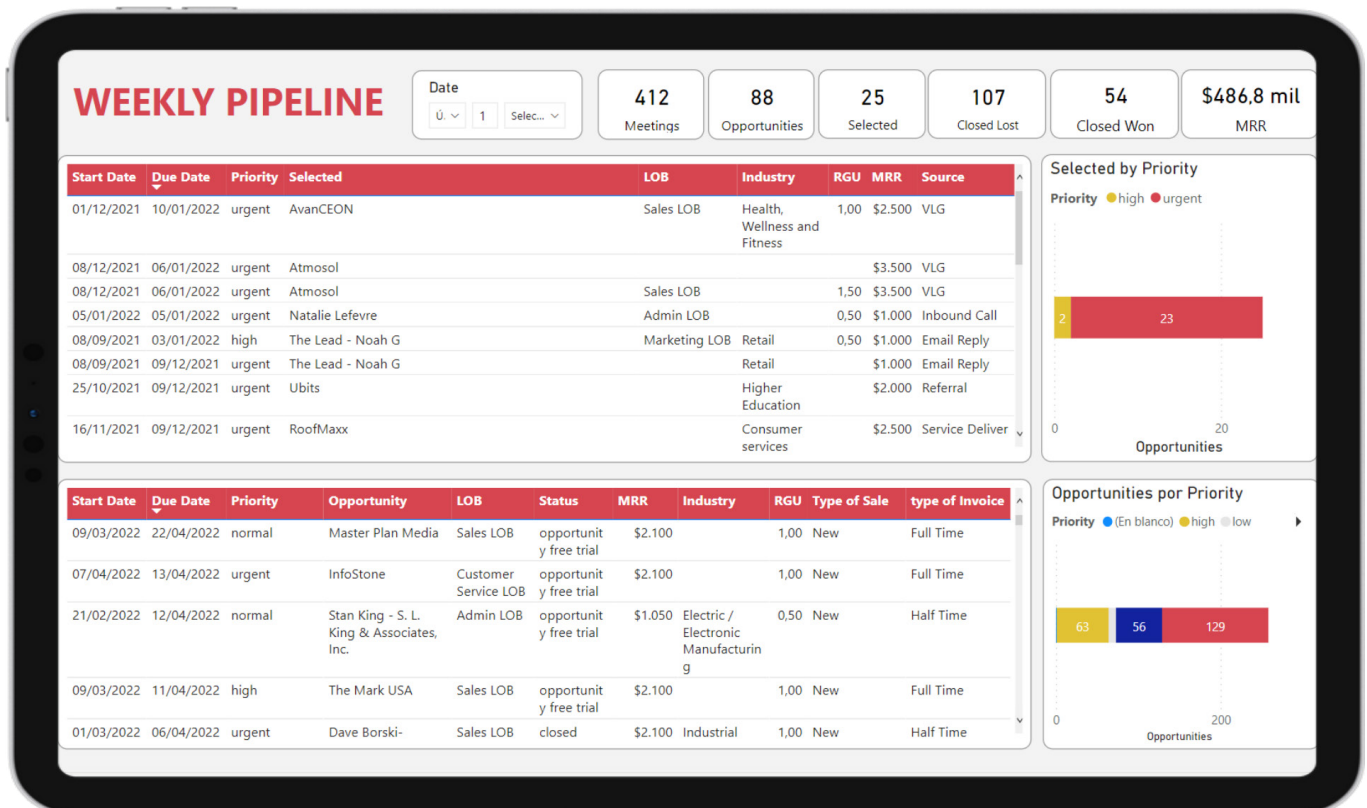 WEEKLY PIPELINE
Date
Ú. 1 Selec...
412
Meetings
88
Opportunities
25
Selected
107
Closed Lost
54
Closed Won
$486,8 mil
MRR
Start Date Due Date Priority Selected LOB Industry RGU MRR Source
01/12/2021 10/01/2022 urgent AvanCEON Sales LOB Health, 1,00 $2.500 VLG
Wellness and
Fitness
08/12/2021 06/01/2022 urgent Atmosol $3.500 VLG
08/12/2021 06/01/2022 urgent Atmosol Sales LOB 1,50 $3.500 VLG
05/01/2022 05/01/2022 urgent Natalie Lefevre Admin LOB 0,50 $1.000 Inbound Call
08/09/2021 03/01/2022 high The Lead - Noah G Marketing LOB Retail 0,50 $1.000 Email Reply
08/09/2021 09/12/2021 urgent The Lead - Noah G Retail $1.000 Email Reply
25/10/2021 09/12/2021 urgent Ubits Higher $2.000 Referral
Education
16/11/2021 09/12/2021 urgent RoofMaxx Consumer $2.500 Service Deliver
services
Selected by Priority
Priority high urgent
2 23
0 20
Opportunities
Start Date Due Date Priority Opportunity LOB Status MRR Industry RGU Type of Sale type of Invoice
09/03/2022 22/04/2022 normal Master Plan Media Sales LOB opportunit $2.100 1,00 New Full Time
y free trial
07/04/2022 13/04/2022 urgent InfoStone Customer opportunit $2.100 1,00 New Full Time
Service LOB y free trial
21/02/2022 12/04/2022 normal Stan King - S. L. Admin LOB opportunit $1.050 Electric / 0,50 New Half Time
King & Associates, y free trial Electronic
Inc. Manufacturin
g
09/03/2022 11/04/2022 high The Mark USA Sales LOB opportunit $2.100 1,00 New Full Time
y free trial
01/03/2022 06/04/2022 urgent Dave Borski- Sales LOB closed $2.100 Industrial 1,00 New Half Time
Opportunities por Priority
Priority (En blanco) high low
63 56 129
0 200
Opportunities